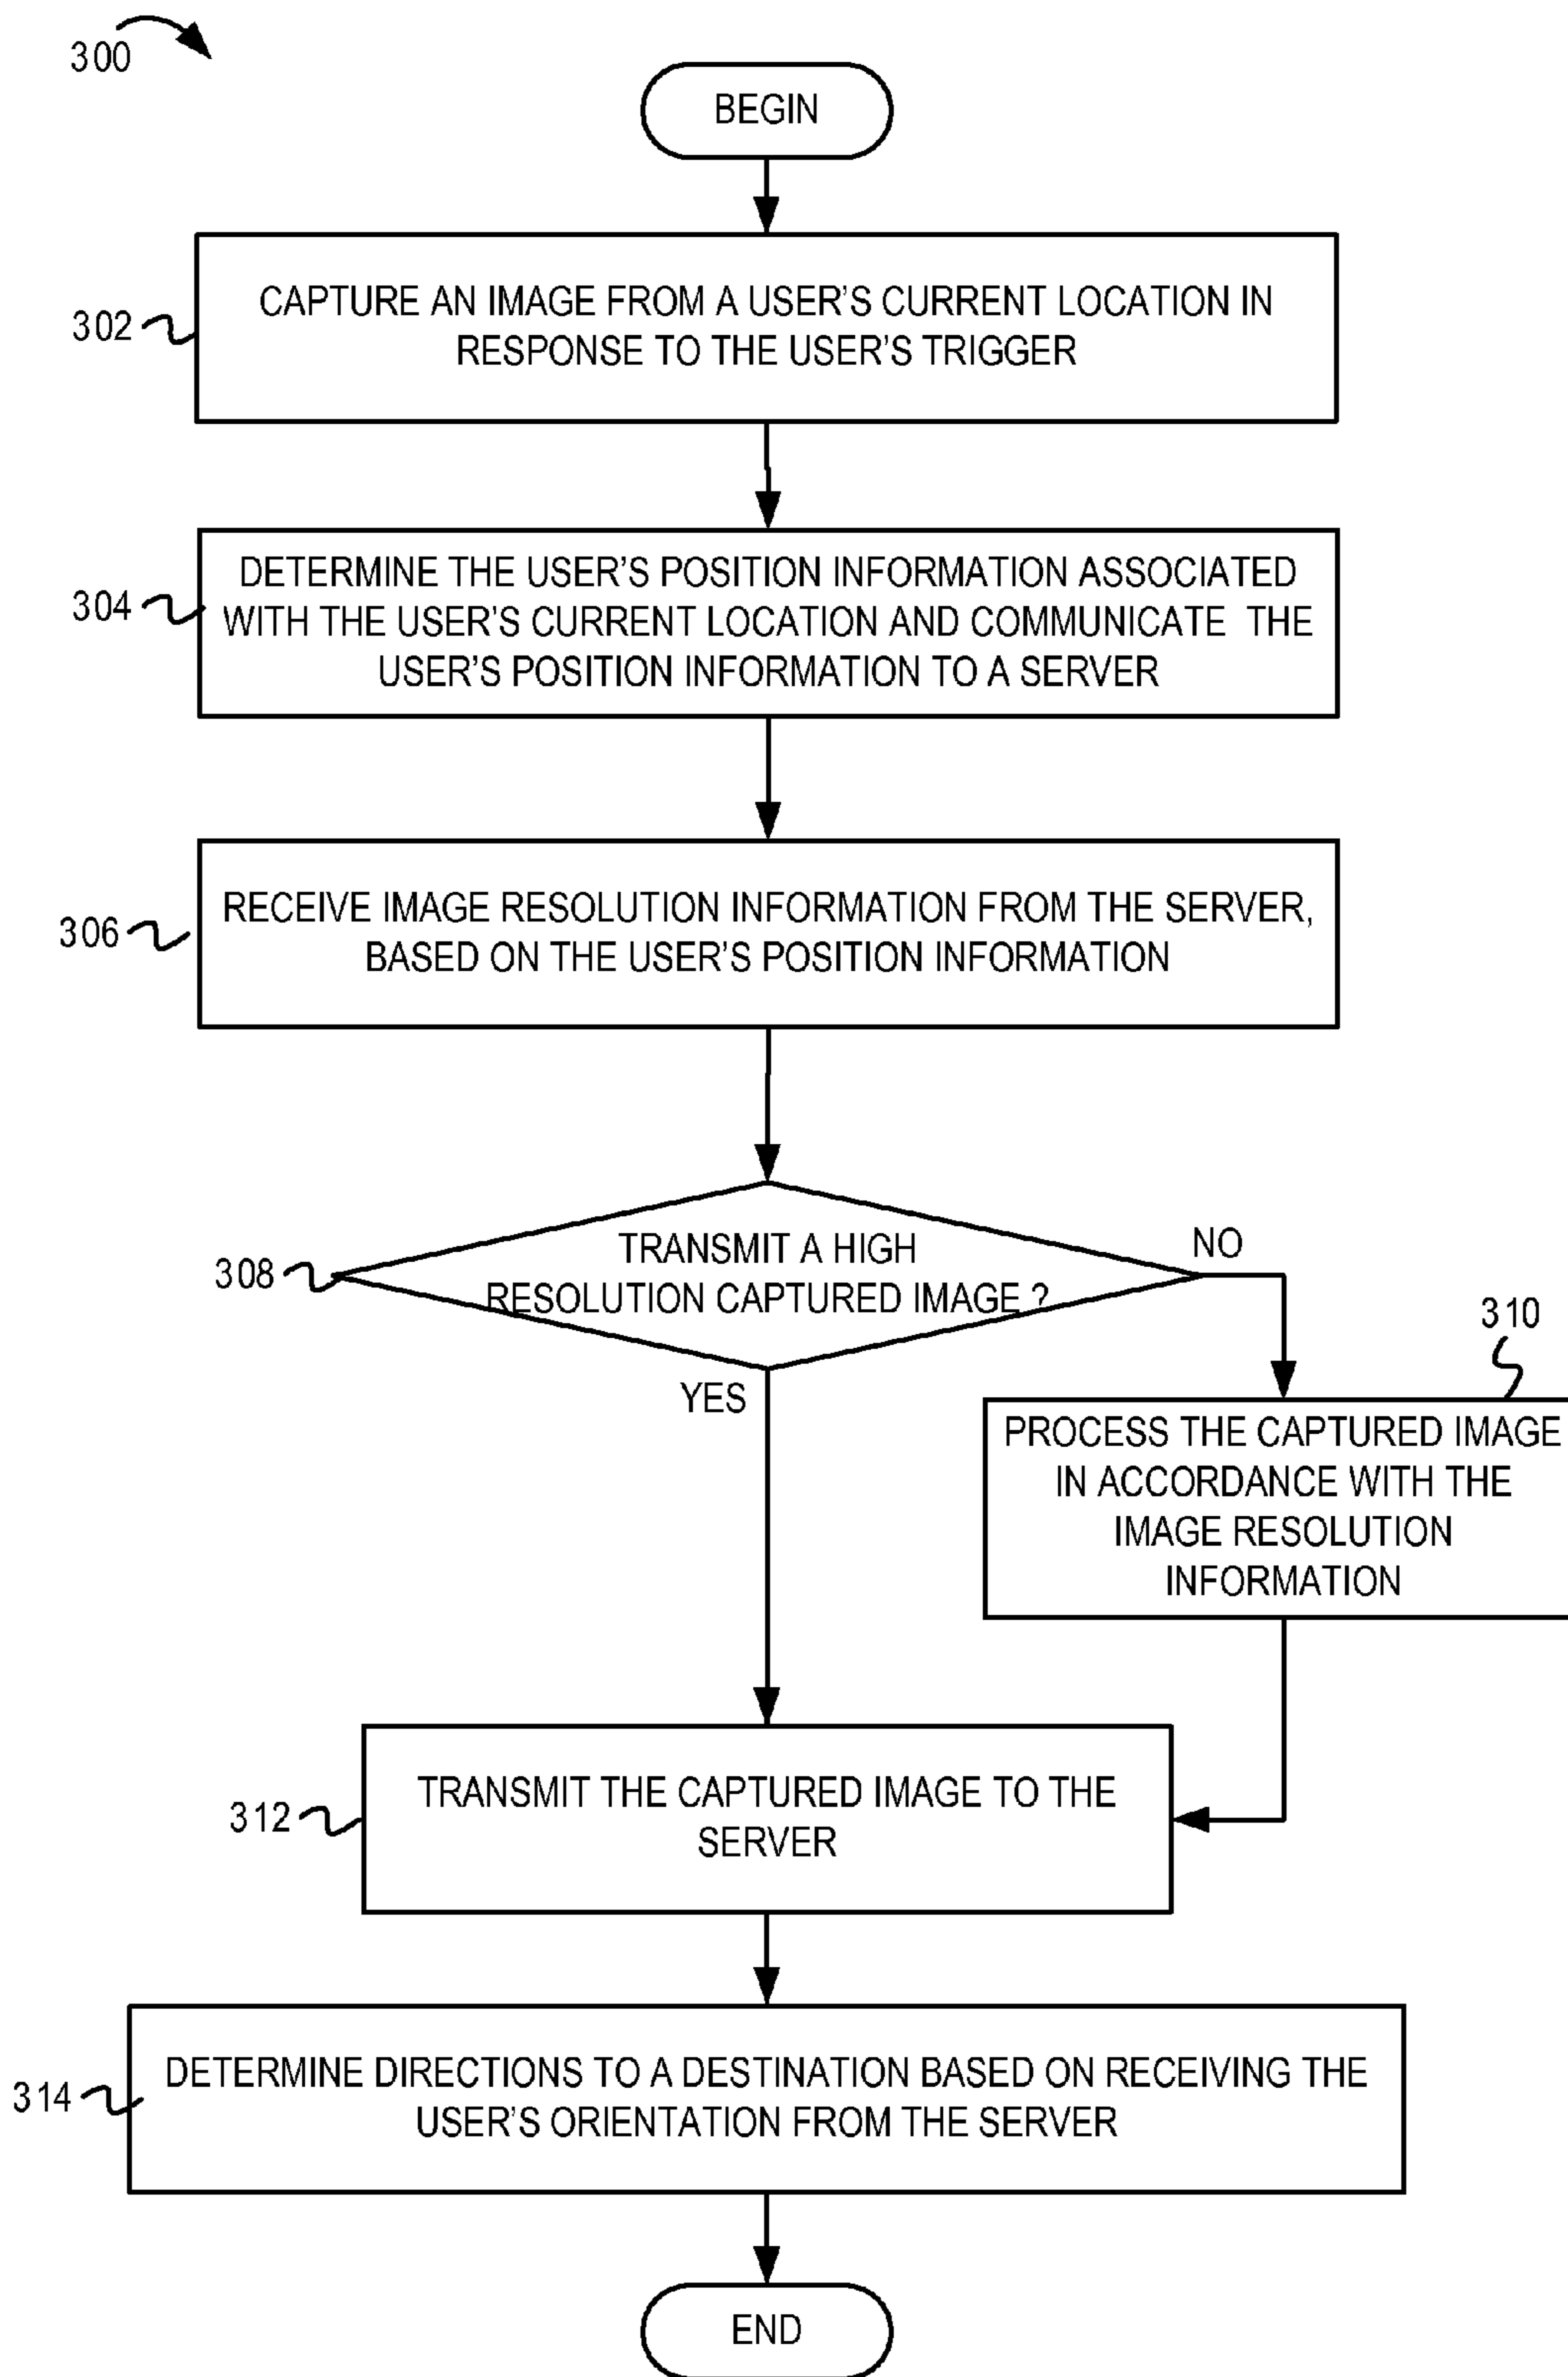 300
BEGIN
302
CAPTURE AN IMAGE FROM A USER'S CURRENT LOCATION IN
RESPONSE TO THE USER'S TRIGGER
304
DETERMINE THE USER'S POSITION INFORMATION ASSOCIATED
WITH THE USER'S CURRENT LOCATION AND COMMUNICATE THE
USER'S POSITION INFORMATION TO A SERVER
306
RECEIVE IMAGE RESOLUTION INFORMATION FROM THE SERVER,
BASED ON THE USER'S POSITION INFORMATION
308
TRANSMIT A HIGH
RESOLUTION CAPTURED IMAGE ?
NO
YES
310
PROCESS THE CAPTURED IMAGE
IN ACCORDANCE WITH THE
IMAGE RESOLUTION
INFORMATION
312
TRANSMIT THE CAPTURED IMAGE TO THE
SERVER
314
DETERMINE DIRECTIONS TO A DESTINATION BASED ON RECEIVING THE
USER'S ORIENTATION FROM THE SERVER
END